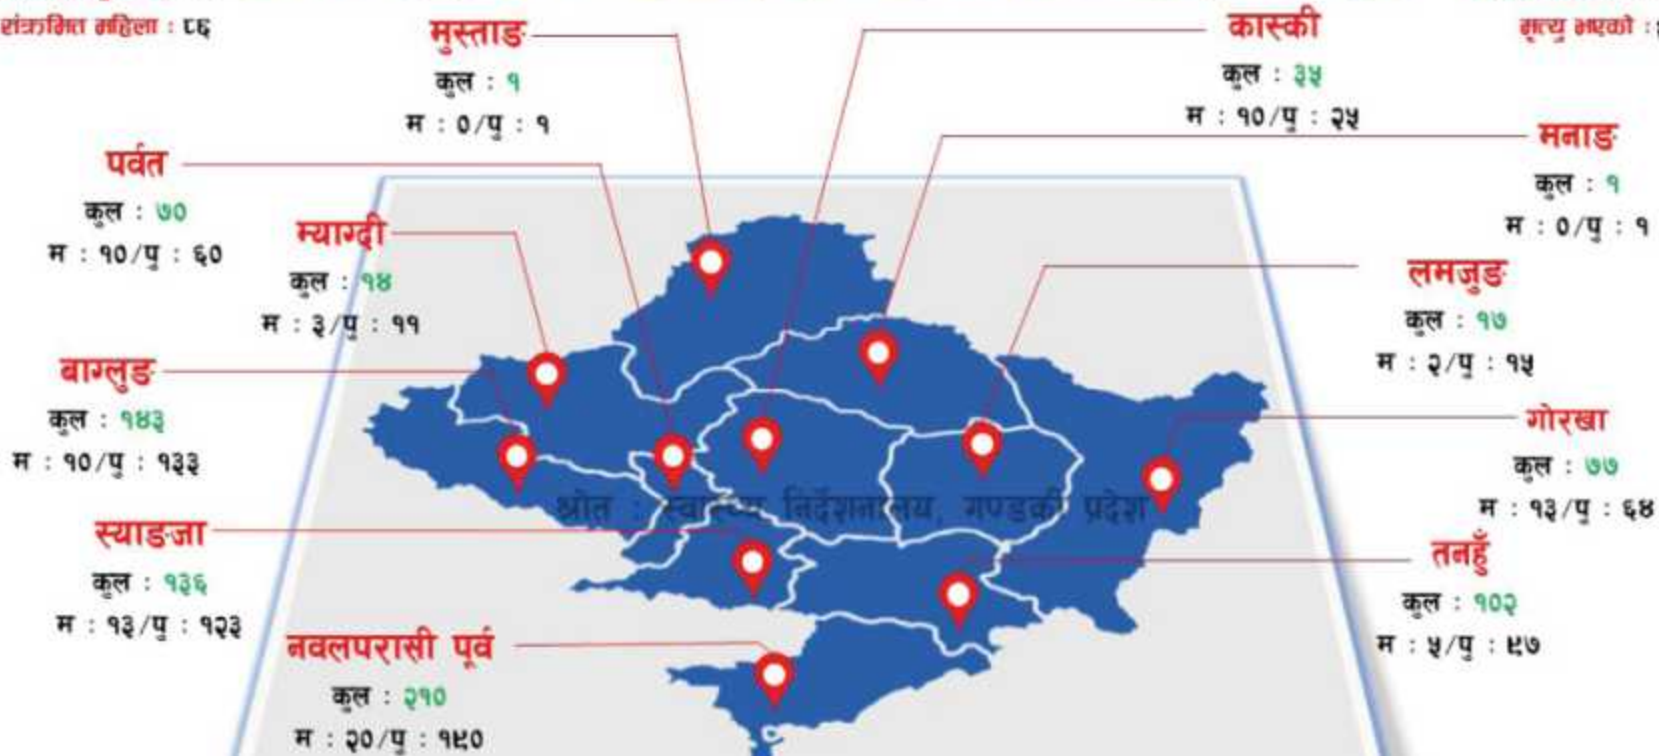 संक्रमित महिला : ८६
मृत्यु भएको :
मुस्ताङ
कुल : १
म : ०/पु : १
कास्की
कुल : ३५
म : १०/पु : २५
मनाङ
कुल : १
म : ०/पु : १
पर्वत
कुल : ७०
म : १०/पु : ६०
म्याग्दी
कुल : १४
म : ३/पु : ११
लमजुङ
कुल : १७
म : २/पु : १५
बाग्लुङ
कुल : १४३
म : १०/पु : १३३
गोरखा
कुल : ७७
म : १३/पु : ६४
श्रोत : स्वास्थ्य निर्देशनालय, गण्डकी प्रदेश
स्याङजा
कुल : १३६
म : १३/पु : १२३
तनहुँ
कुल : १०२
म : ५/पु : ९७
नवलपरासी पूर्व
कुल : २१०
म : २०/पु : १९०